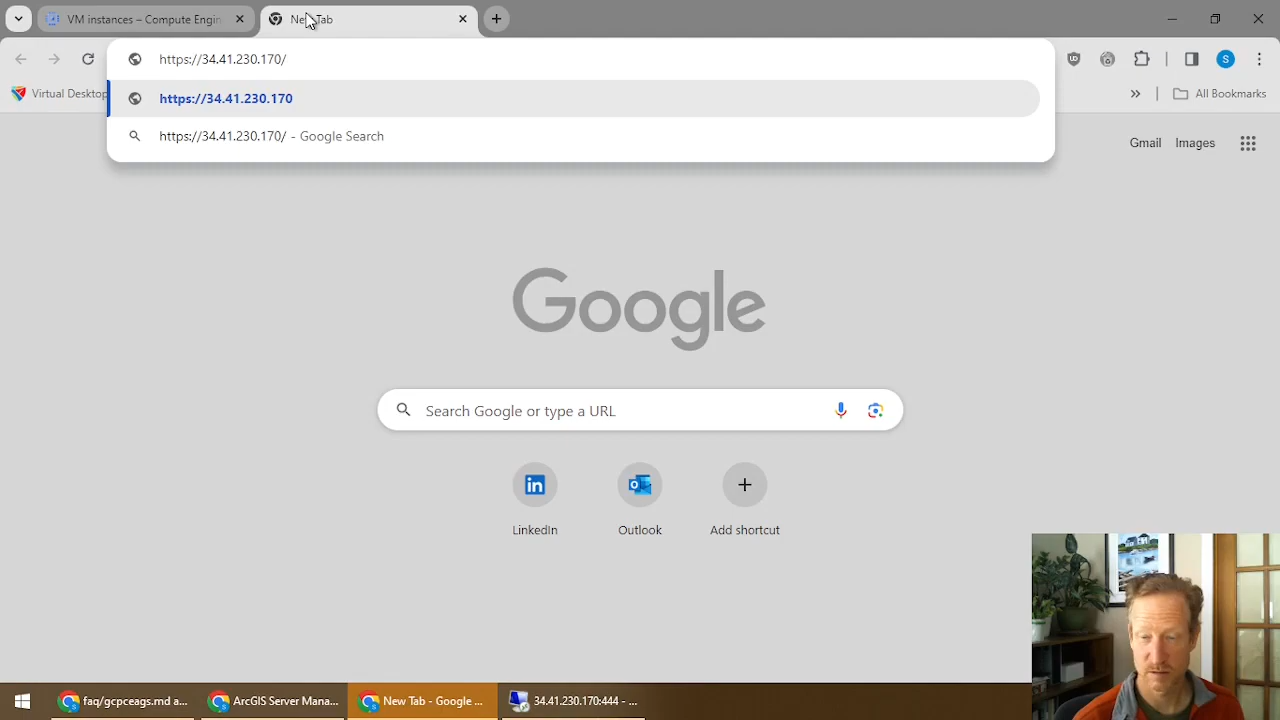 VM instances – Compute Engin
New Tab
https://34.41.230.170/
https://34.41.230.170
https://34.41.230.170/ - Google Search
Virtual Desktop
All Bookmarks
S
Gmail Images
Google
Search Google or type a URL
LinkedIn
Outlook
Add shortcut
faq/gcpceags.md a...
ArcGIS Server Mana...
New Tab - Google ...
34.41.230.170:444 - ...